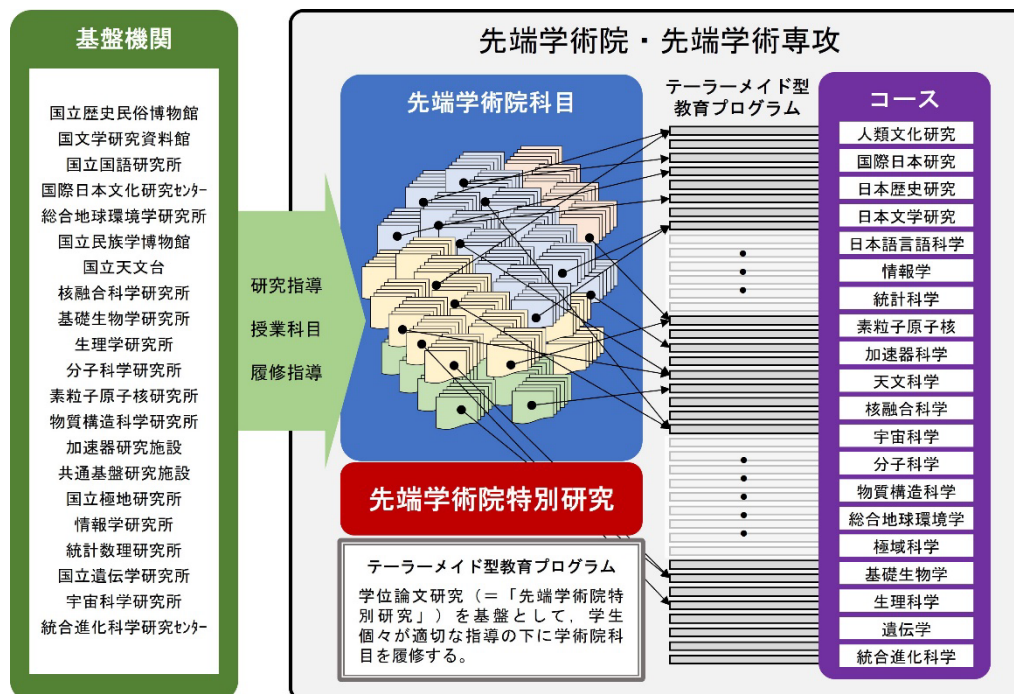 基盤機関
国立歴史民俗博物館
国文学研究資料館
国立国語研究所
国際日本文化研究ｾﾝﾀｰ
総合地球環境学研究所
国立民族学博物館
国立天文台
核融合科学研究所
基礎生物学研究所
生理学研究所
分子科学研究所
素粒子原子核研究所
物質構造科学研究所
加速器研究施設
共通基盤研究施設
国立極地研究所
情報学研究所
統計数理研究所
国立遺伝学研究所
宇宙科学研究所
統合進化科学研究ｾﾝﾀｰ
研究指導
授業科目
履修指導
先端学術院・先端学術専攻
先端学術院科目
先端学術院特別研究
テーラーメイド型教育プログラム
学位論文研究（＝「先端学術院特
別研究」）を基盤として，学生
個々が適切な指導の下に学術院科
目を履修する。
テーラーメイド型
教育プログラム
コース
人類文化研究
国際日本研究
日本歴史研究
日本文学研究
日本語言語科学
情報学
統計科学
素粒子原子核
加速器科学
天文科学
核融合科学
宇宙科学
分子科学
物質構造科学
総合地球環境学
極域科学
基礎生物学
生理科学
遺伝学
統合進化科学